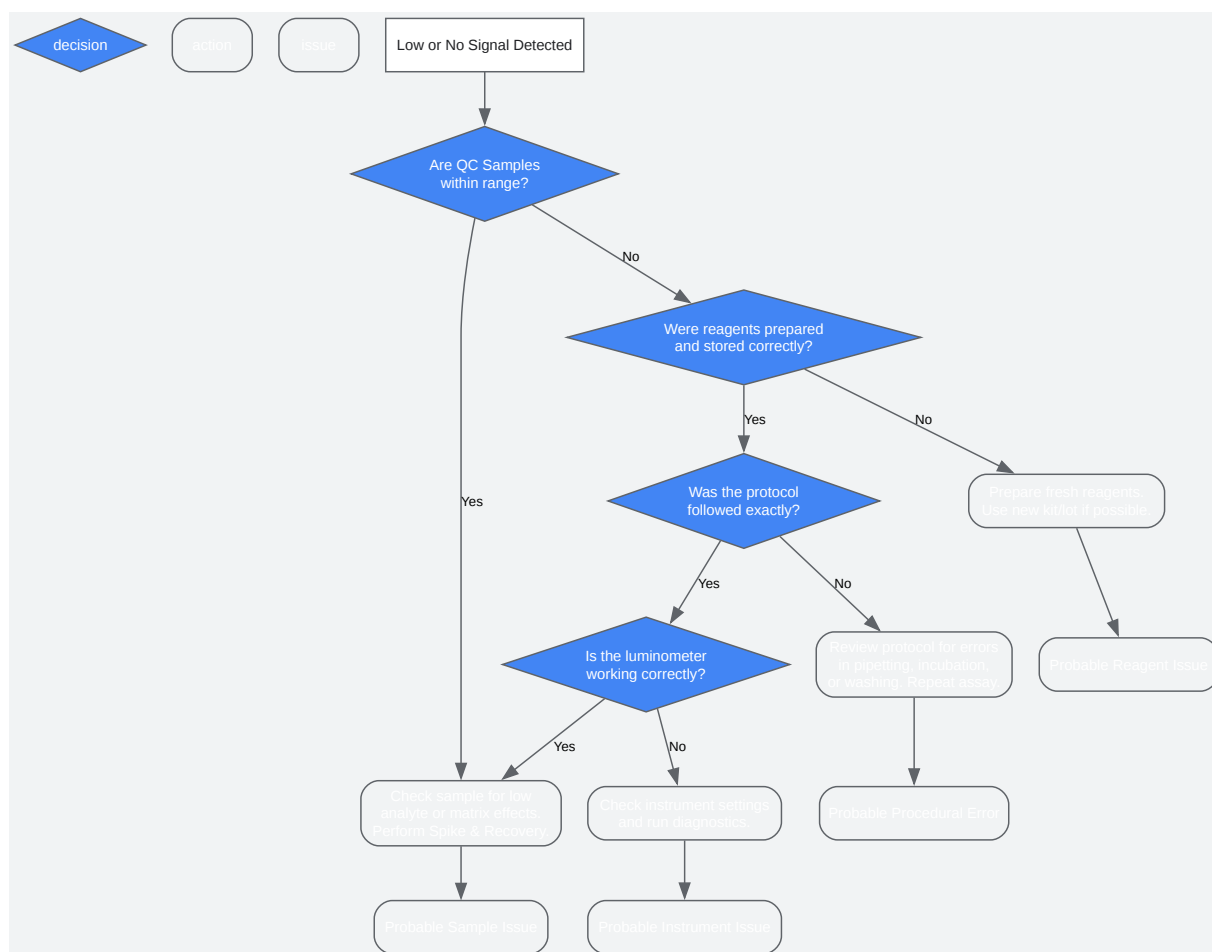 decision
action
issue
Low or No Signal Detected
Are QC Samples
within range?
No
Were reagents prepared
and stored correctly?
Yes
No
Yes
Was the protocol
followed exactly?
Prepare fresh reagents.
Use new kit/lot if possible.
Yes
No
Is the luminometer
working correctly?
Review protocol for errors
in pipetting, incubation,
or washing. Repeat assay.
Probable Reagent Issue
Yes
No
Check sample for low
analyte or matrix effects.
Perform Spike & Recovery.
Check instrument settings
and run diagnostics.
Probable Procedural Error
Probable Sample Issue
Probable Instrument Issue